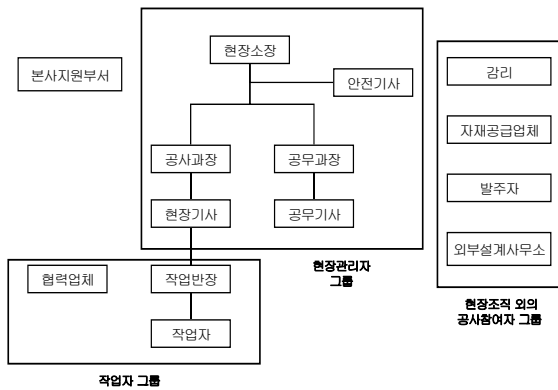 현장소장
본사지원부서
안전기사
감리
자재공급업체
공사과장
공무과장
발주자
현장기사
공무기사
외부설계사무소
협력업체
작업반장
현장관리자
그룹
작업자
현장조직 외의
공사참여자 그룹
작업자 그룹